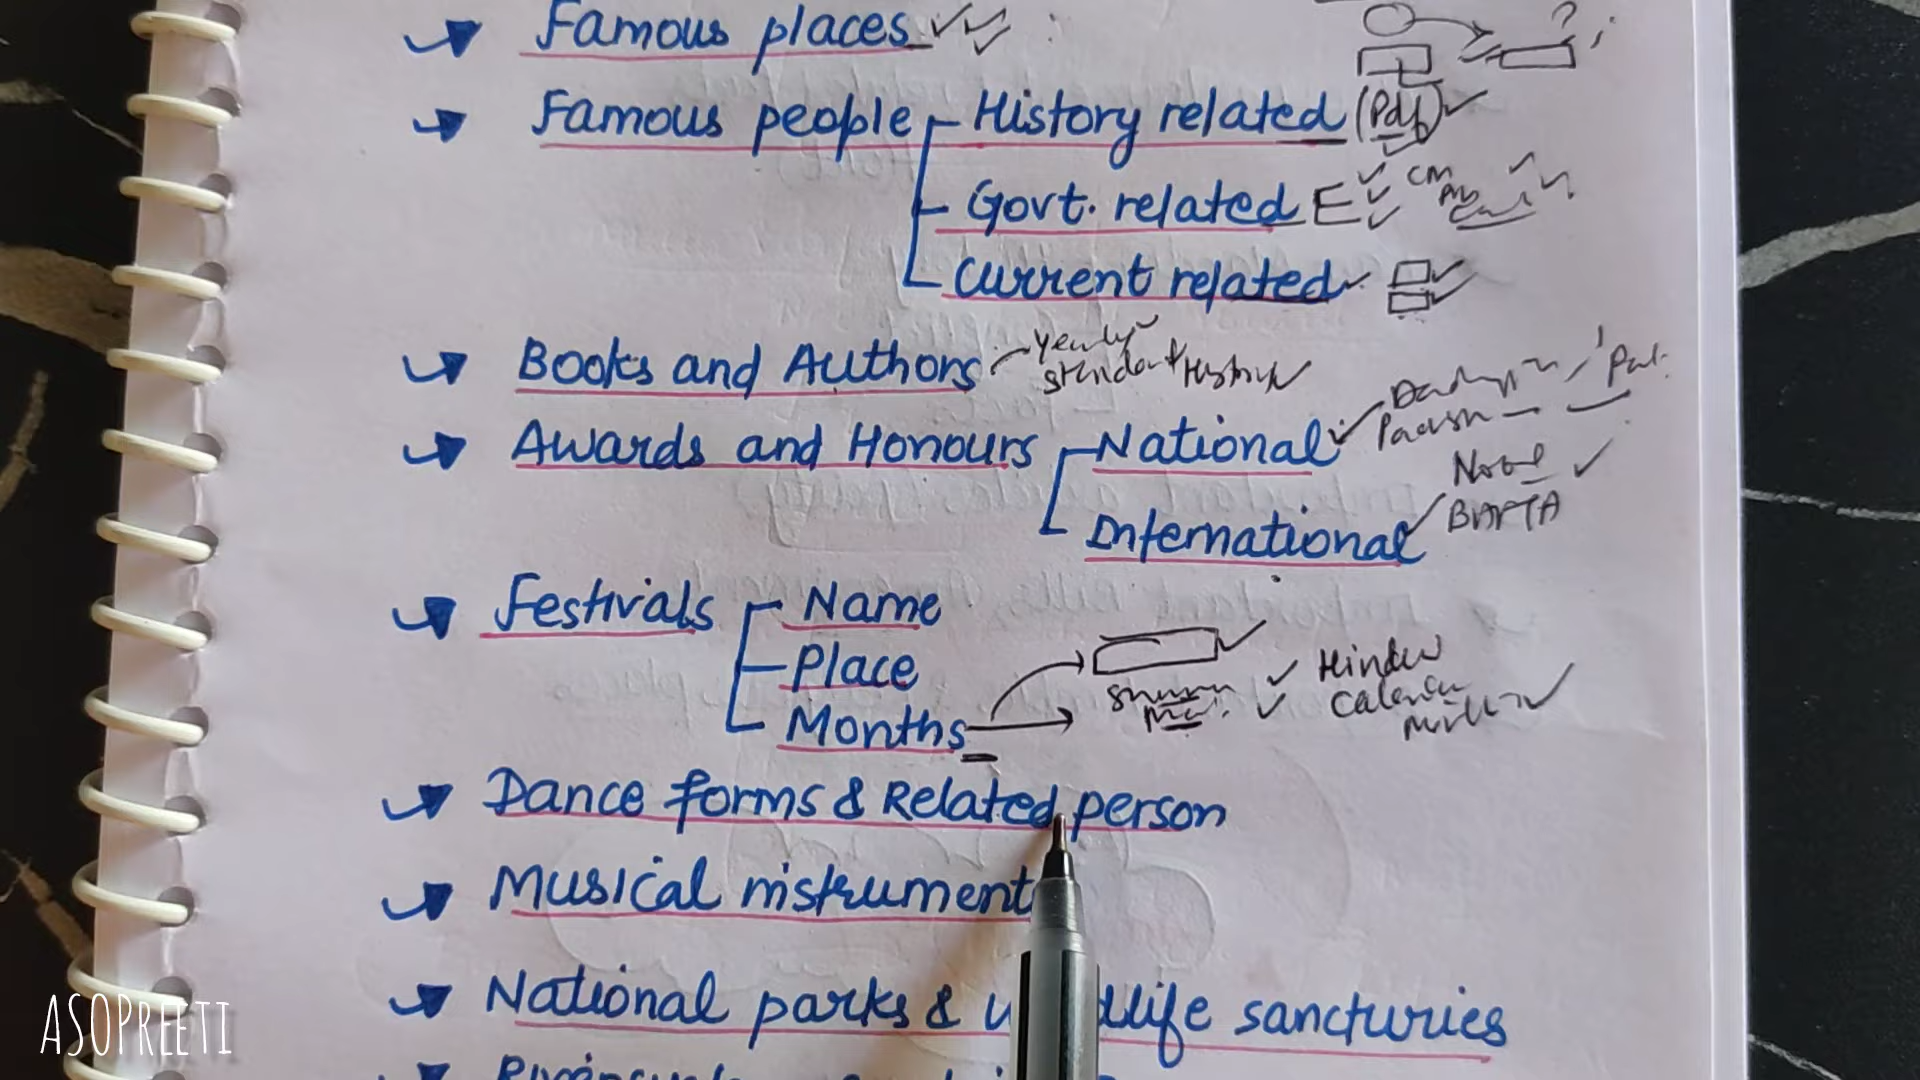 Famous places
Famous people
History related (Pdf)
Govt. related
CM
Current related
Books and Authors
Yearly
Awards and Honours
National
Nobel
International
BAFTA
Festivals
Name
Place
Months
Hindu
Dance forms & Related person
Musical instrument
National parks & dlife sancturies
ASOPREETI